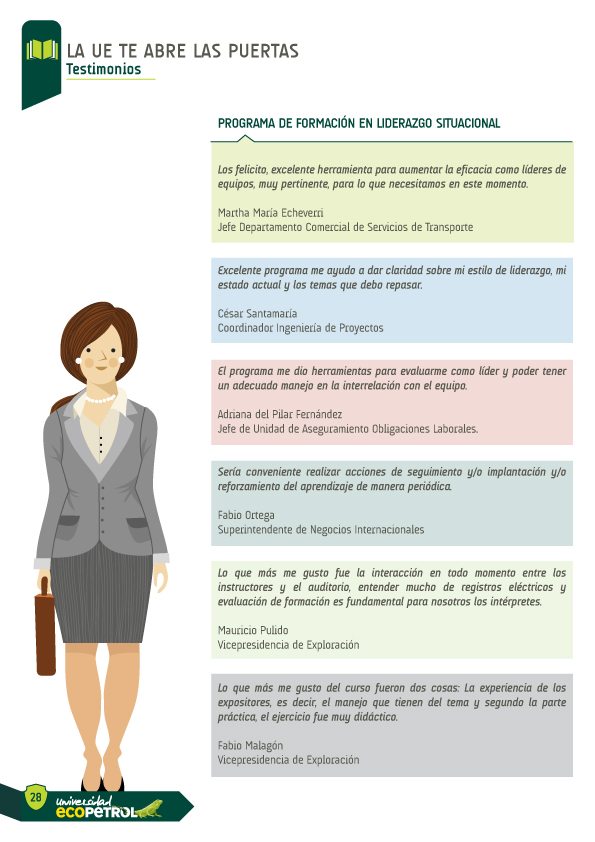 LA UE TE ABRE LAS PUERTAS
Testimonios
PROGRAMA DE FORMACIÓN EN LIDERAZGO SITUACIONAL
Los felicito, excelente herramienta para aumentar la eficacia como líderes de
equipos, muy pertinente, para lo que necesitamos en este momento.
Martha María Echeverri
Jefe Departamento Comercial de Servicios de Transporte
Excelente programa me ayudo a dar claridad sobre mi estilo de liderazgo, mi
estado actual y los temas que debo repasar.
César Santamaría
Coordinador Ingeniería de Proyectos
El programa me dio herramientas para evaluarme como líder y poder tener
un adecuado manejo en la interrelación con el equipo.
Adriana del Pilar Fernández
Jefe de Unidad de Aseguramiento Obligaciones Laborales.
Sería conveniente realizar acciones de seguimiento y/o implantación y/o
reforzamiento del aprendizaje de manera periódica.
Fabio Ortega
Superintendente de Negocios Internacionales
Lo que más me gusto fue la interacción en todo momento entre los
instructores y el auditorio, entender mucho de registros eléctricos y
evaluación de formación es fundamental para nosotros los intérpretes.
Mauricio Pulido
Vicepresidencia de Exploración
Lo que más me gusto del curso fueron dos cosas: La experiencia de los
expositores, es decir, el manejo que tienen del tema y segundo la parte
práctica, el ejercicio fue muy didáctico.
Fabio Malagón
Vicepresidencia de Exploración
28
universidad
ecopetrol